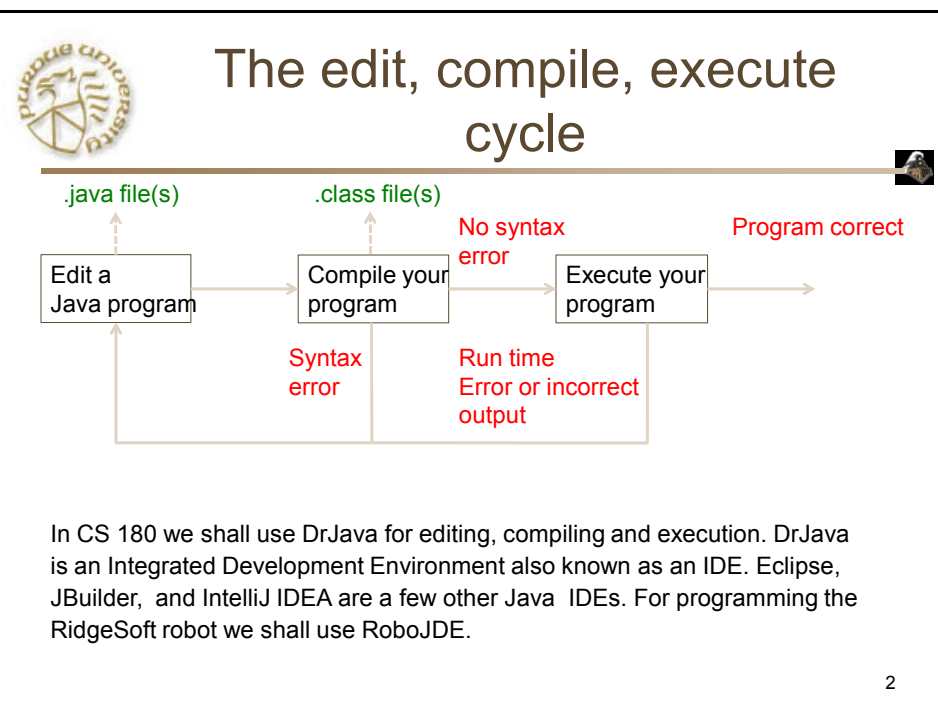 PURDUE UNIVERSITY
The edit, compile, execute
cycle
.java file(s)
.class file(s)
No syntax
error
Program correct
Edit a
Java program
Compile your
program
Execute your
program
Syntax
error
Run time
Error or incorrect
output
In CS 180 we shall use DrJava for editing, compiling and execution. DrJava
is an Integrated Development Environment also known as an IDE. Eclipse,
JBuilder,  and IntelliJ IDEA are a few other Java  IDEs. For programming the
RidgeSoft robot we shall use RoboJDE.
2